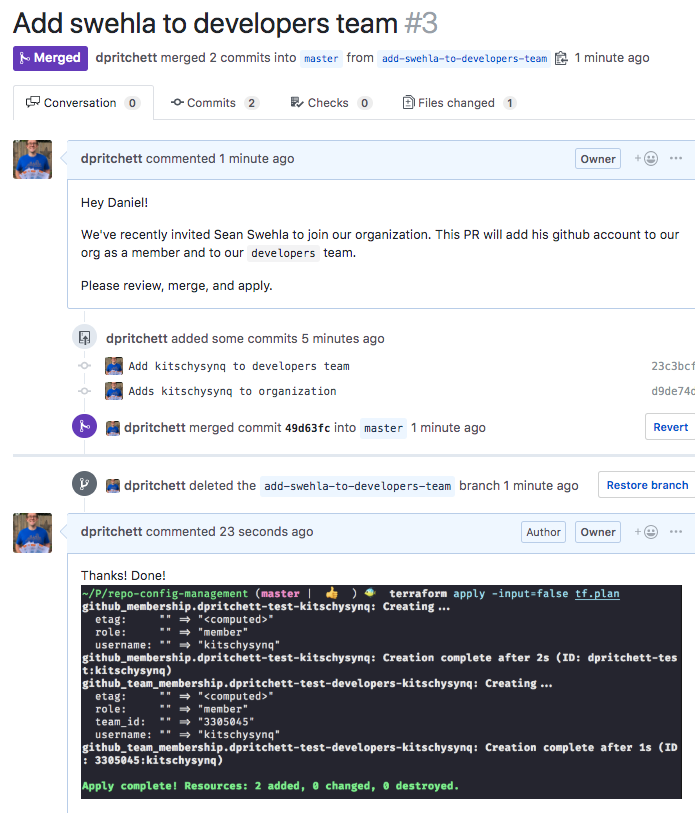 Add swehla to developers team #3
Merged dpritchett merged 2 commits into master from add-swehla-to-developers-team 1 minute ago
Conversation 0 Commits 2 Checks 0 Files changed 1
dpritchett commented 1 minute ago Owner
Hey Daniel!
We've recently invited Sean Swehla to join our organization. This PR will add his github account to our
org as a member and to our developers team.
Please review, merge, and apply.
dpritchett added some commits 5 minutes ago
Add kitschysynq to developers team 23c3bcf
Adds kitschysynq to organization d9de74d
dpritchett merged commit 49d63fc into master 1 minute ago Revert
dpritchett deleted the add-swehla-to-developers-team branch 1 minute ago Restore branch
dpritchett commented 23 seconds ago Author Owner
Thanks! Done!
~/P/repo-config-management (master | 👍 ) 🐠 terraform apply -input=false tf.plan
github_membership.dpritchett-test-kitschysynq: Creating...
etag: "" => "<computed>"
role: "" => "member"
username: "" => "kitschysynq"
github_membership.dpritchett-test-kitschysynq: Creation complete after 2s (ID: dpritchett-tes
t:kitschysynq)
github_team_membership.dpritchett-test-developers-kitschysynq: Creating...
etag: "" => "<computed>"
role: "" => "member"
team_id: "" => "3305045"
username: "" => "kitschysynq"
github_team_membership.dpritchett-test-developers-kitschysynq: Creation complete after 1s (ID
: 3305045:kitschysynq)
Apply complete! Resources: 2 added, 0 changed, 0 destroyed.